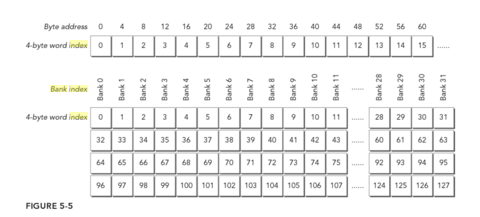 Byte address 0 4 8 12 16 20 24 28 32 36 40 44 48 52 56 60
4-byte word index 0 1 2 3 4 5 6 7 8 9 10 11 12 13 14 15 ......
Bank index Bank 0 Bank 1 Bank 2 Bank 3 Bank 4 Bank 5 Bank 6 Bank 7 Bank 8 Bank 9 Bank 10 Bank 11 ...... Bank 28 Bank 29 Bank 30 Bank 31
4-byte word index 0 1 2 3 4 5 6 7 8 9 10 11 ...... 28 29 30 31
32 33 34 35 36 37 38 39 40 41 42 43 ...... 60 61 62 63
64 65 66 67 68 69 70 71 72 73 74 75 ...... 92 93 94 95
96 97 98 99 100 101 102 103 104 105 106 107 ...... 124 125 126 127
FIGURE 5-5